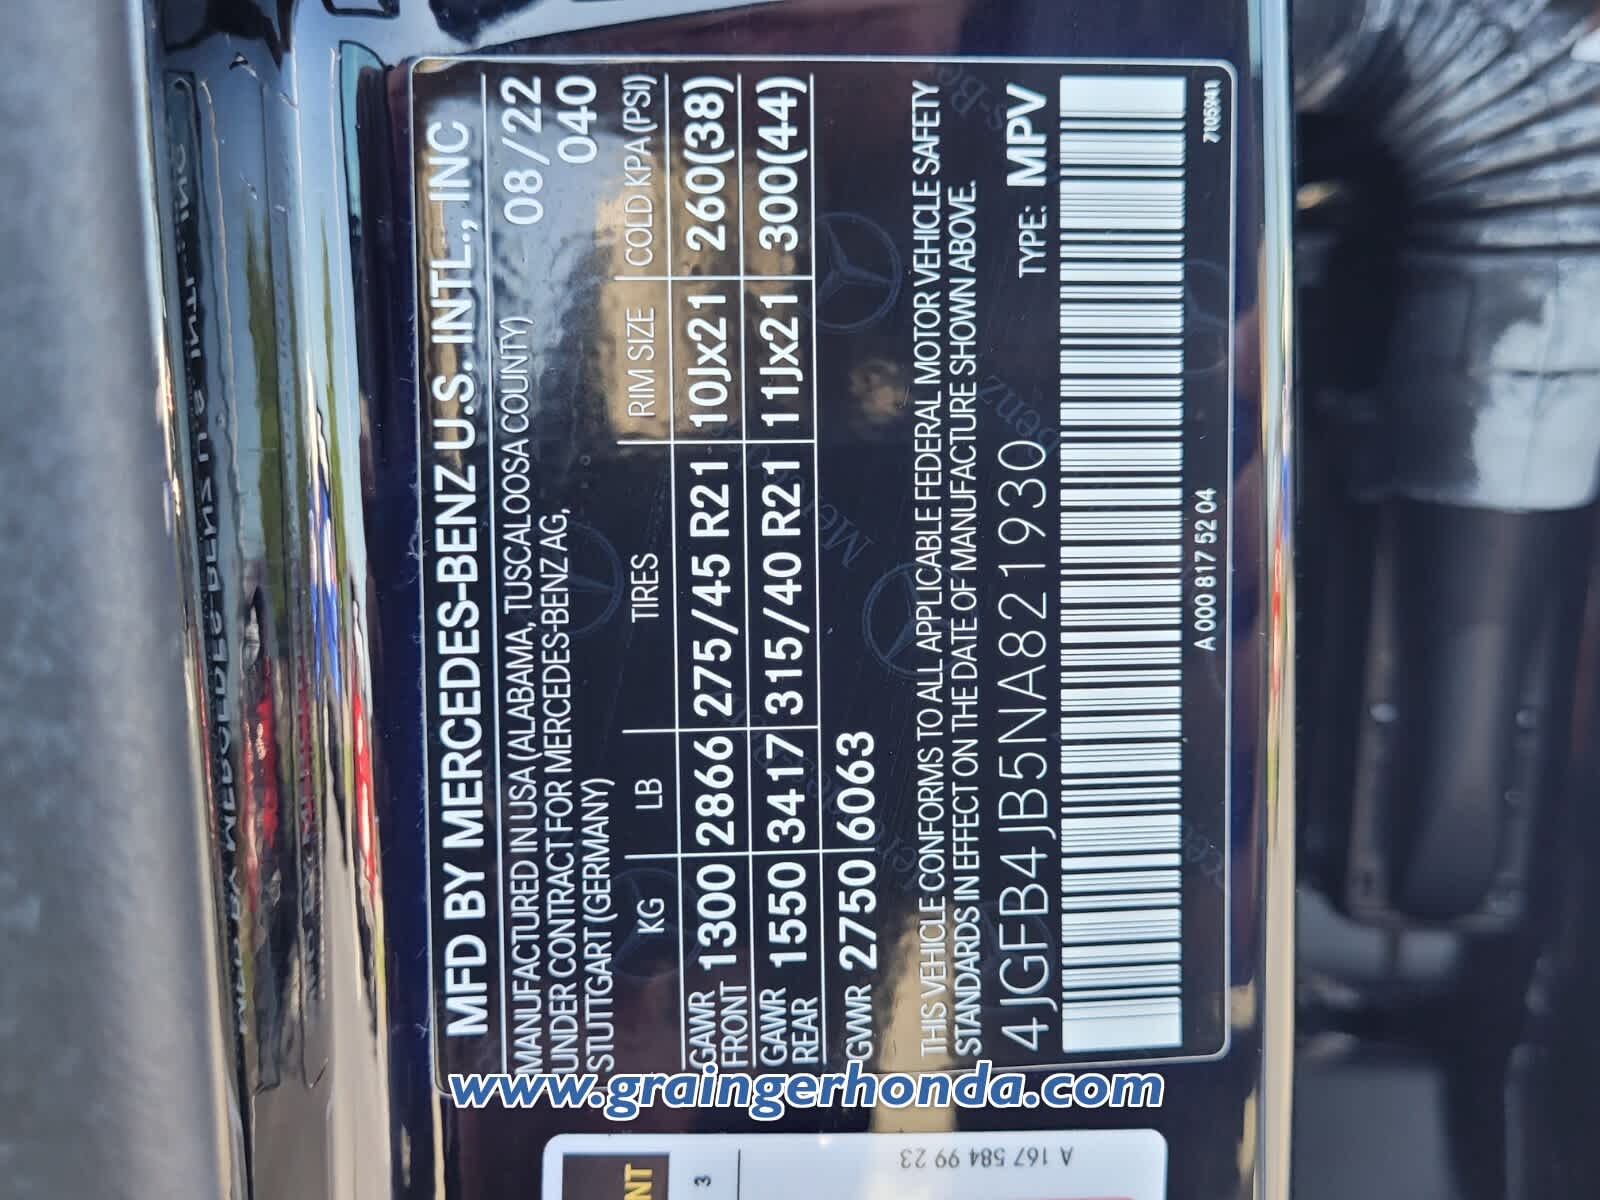 MFD BY MERCEDES-BENZ U.S. INTL., INC
MANUFACTURED IN USA (ALABAMA, TUSCALOOSA COUNTY) 08/22
UNDER CONTRACT FOR MERCEDES-BENZ AG, 040
STUTTGART (GERMANY)
KG LB TIRES RIM SIZE COLD KPA (PSI)
GAWR FRONT 1300 2866 275/45 R21 10Jx21 260(38)
GAWR REAR 1550 3417 315/40 R21 11Jx21 300(44)
GVWR 2750 6063
THIS VEHICLE CONFORMS TO ALL APPLICABLE FEDERAL MOTOR VEHICLE SAFETY
STANDARDS IN EFFECT ON THE DATE OF MANUFACTURE SHOWN ABOVE.
4JGFB4JB5NA821930 TYPE: MPV
A 000 817 52 04 7105941
www.graingerhonda.com
A 167 584 99 23
NT
3